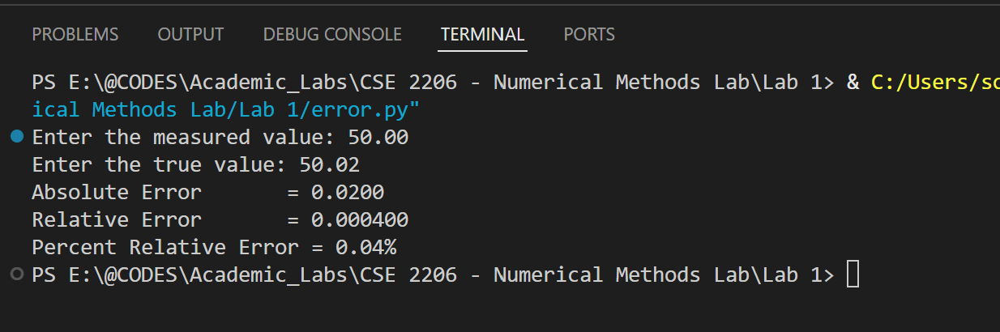 PROBLEMS OUTPUT DEBUG CONSOLE TERMINAL PORTS
PS E:\@CODES\Academic_Labs\CSE 2206 - Numerical Methods Lab\Lab 1> & C:/Users/sc
ical Methods Lab/Lab 1/error.py"
Enter the measured value: 50.00
Enter the true value: 50.02
Absolute Error       = 0.0200
Relative Error       = 0.000400
Percent Relative Error = 0.04%
PS E:\@CODES\Academic_Labs\CSE 2206 - Numerical Methods Lab\Lab 1>